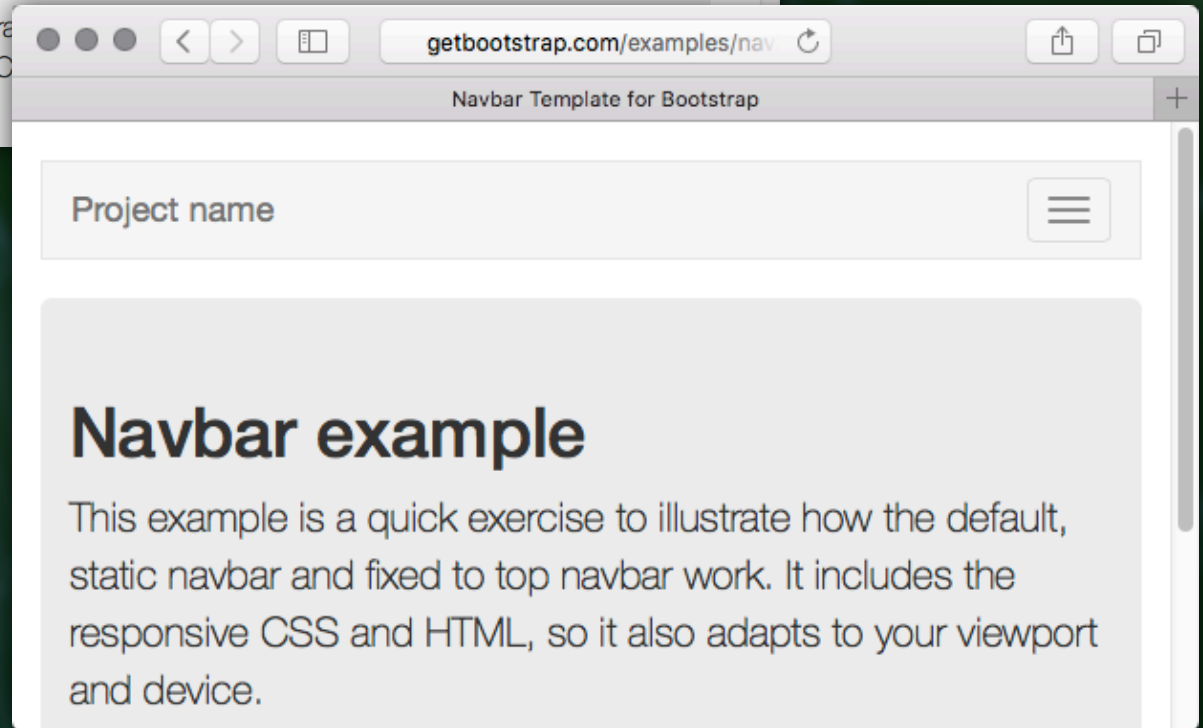 getbootstrap.com/examples/nav
Navbar Template for Bootstrap
Project name
Navbar example
This example is a quick exercise to illustrate how the default,
static navbar and fixed to top navbar work. It includes the
responsive CSS and HTML, so it also adapts to your viewport
and device.